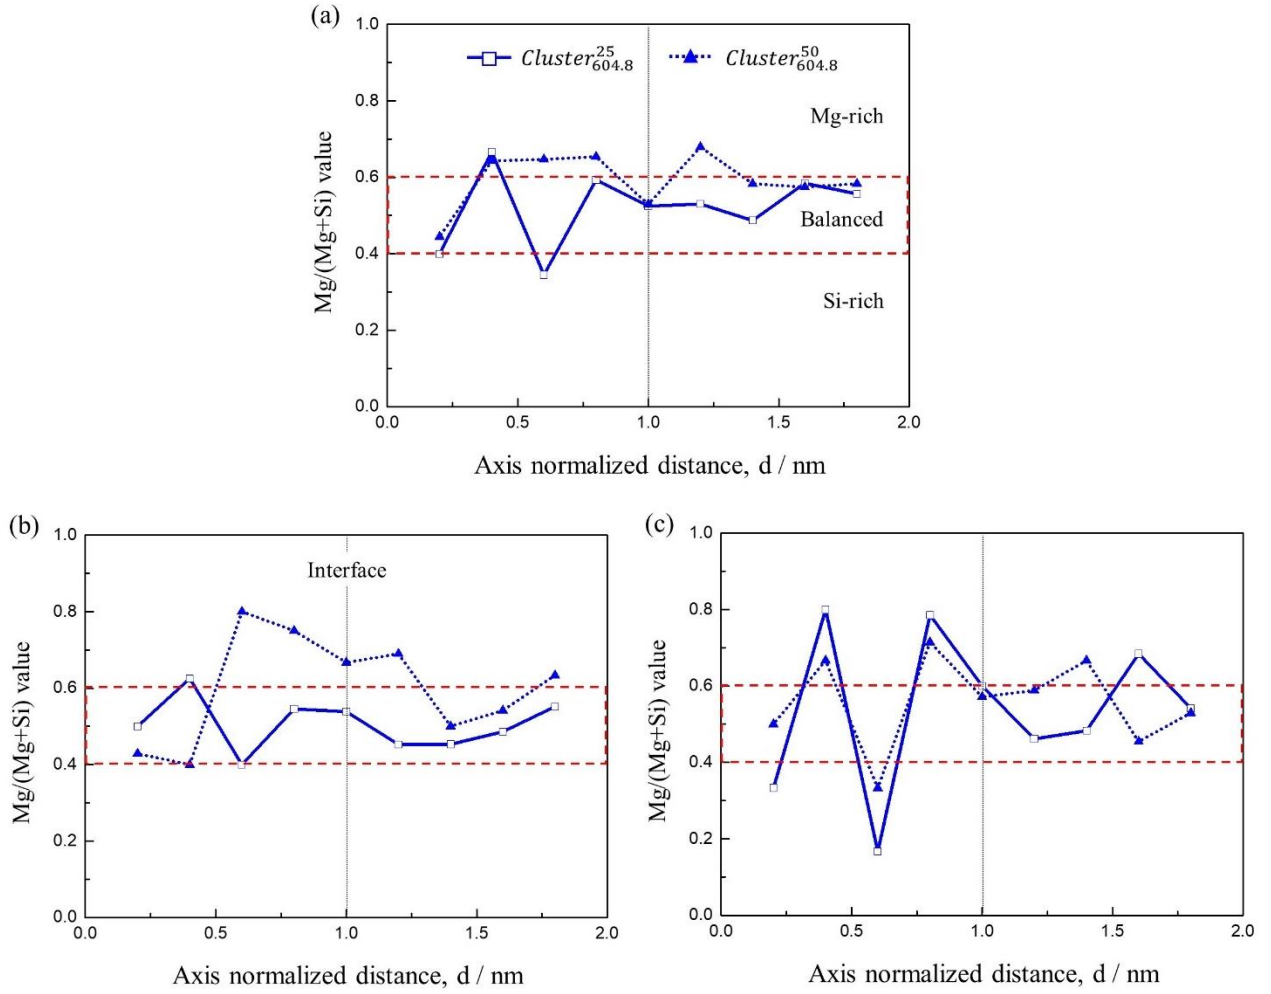 (a)
1.0
Cluster 25 604.8
Cluster 50 604.8
0.8
Mg-rich
0.6
Balanced
0.4
Si-rich
0.2
0.0
Mg/(Mg+Si) value
0.0 0.5 1.0 1.5 2.0
Axis normalized distance, d / nm
(b)
1.0
Interface
0.8
0.6
0.4
0.2
0.0
Mg/(Mg+Si) value
0.0 0.5 1.0 1.5 2.0
Axis normalized distance, d / nm
(c)
1.0
0.8
0.6
0.4
0.2
0.0
Mg/(Mg+Si) value
0.0 0.5 1.0 1.5 2.0
Axis normalized distance, d / nm